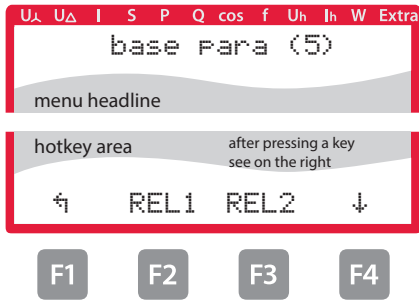 U⅄ U△ I S P Q cos f Uh Ih W Extra
base para (5)
menu headline
hotkey area
after pressing a key
see on the right
↰ REL1 REL2 ↓
F1 F2 F3 F4